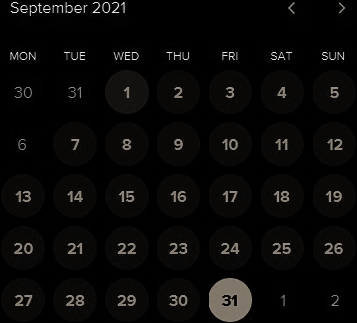 September 2021
MON TUE WED THU FRI SAT SUN
30 31 1 2 3 4 5
6 7 8 9 10 11 12
13 14 15 16 17 18 19
20 21 22 23 24 25 26
27 28 29 30 31 1 2